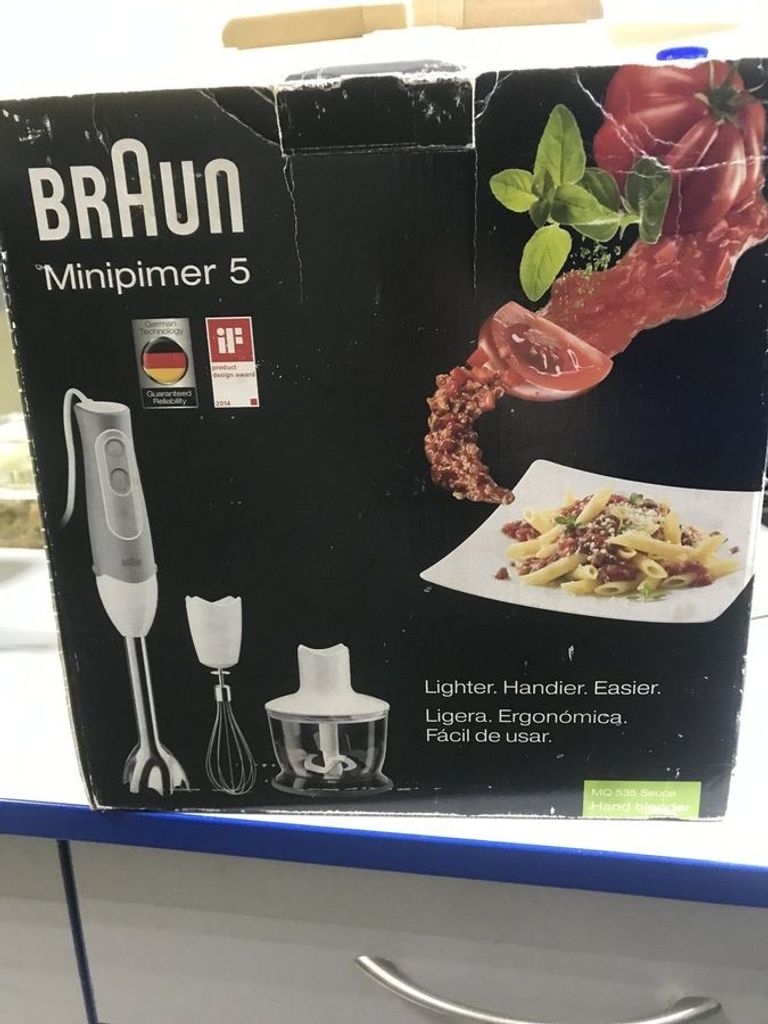 BRAUN
Minipimer 5
German
Technology
Guaranteed
Reliability
iF
product
design award
2014
BRAUN
Lighter. Handier. Easier.
Ligera. Ergonómica.
Fácil de usar.
MQ 535 Sauce
Hand blender